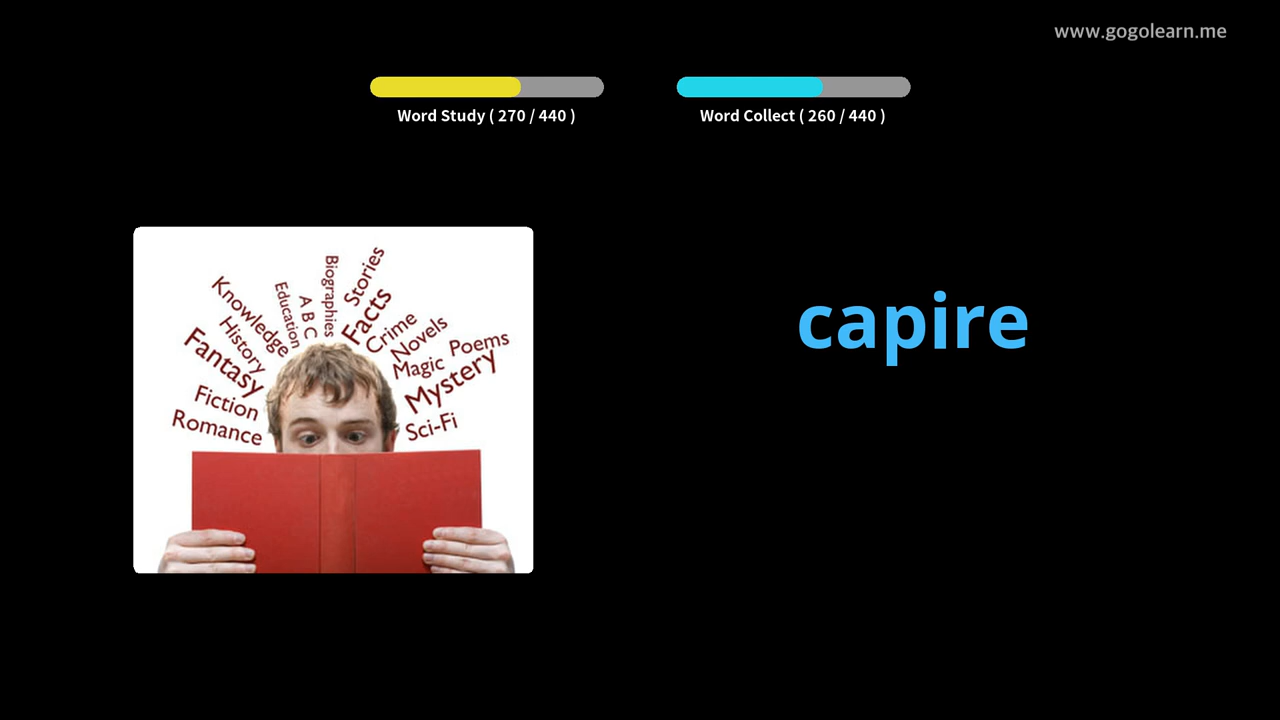 www.gogolearn.me
Word Study ( 270 / 440 )
Word Collect ( 260 / 440 )
capire
Romance
Fiction
Fantasy
History
Knowledge
Education
A B C
Biographies
Stories
Facts
Crime
Novels
Magic
Poems
Mystery
Sci-Fi